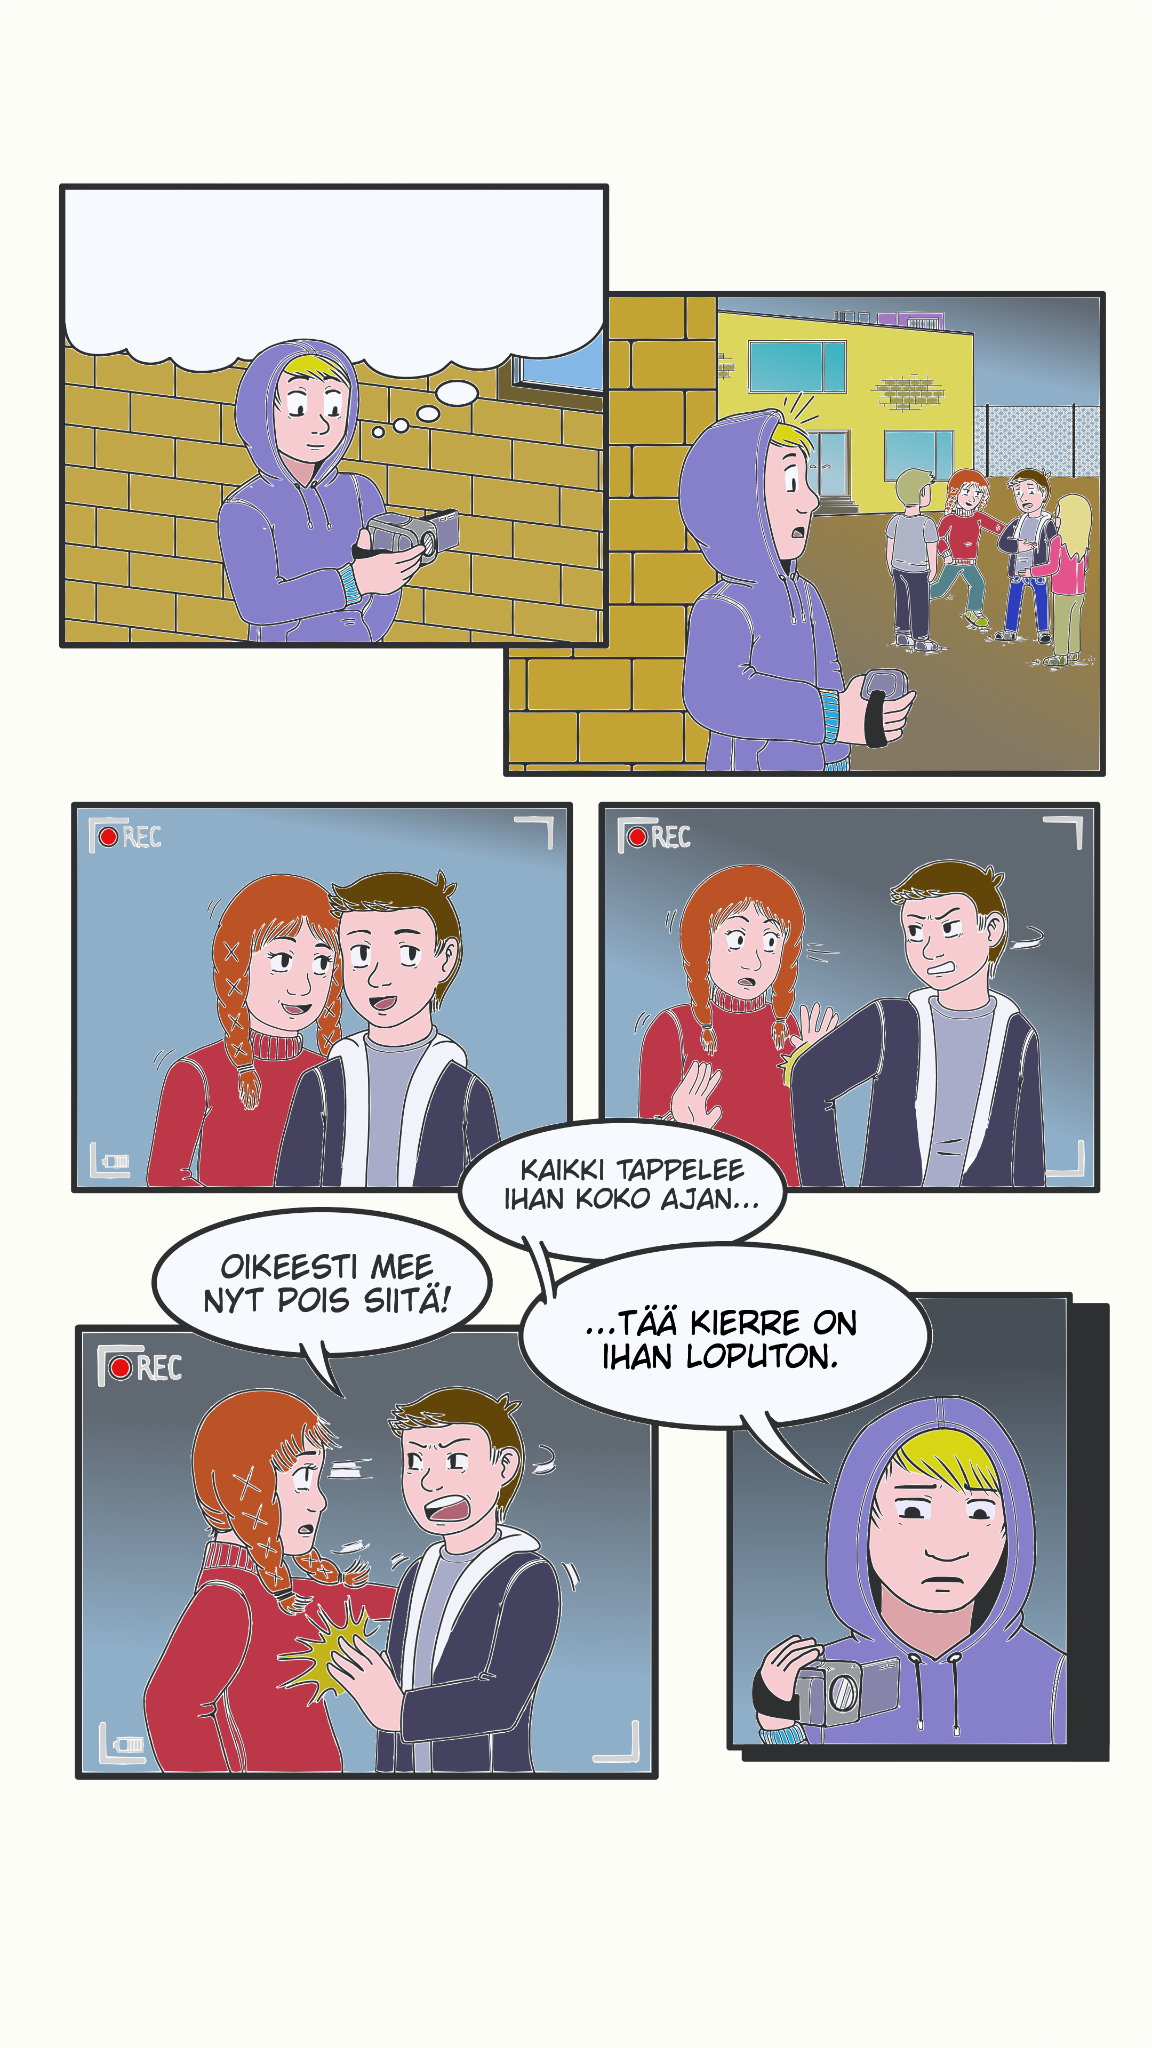 REC
REC
KAIKKI TAPPELEE
IHAN KOKO AJAN...
OIKEESTI MEE
NYT POIS SIITÄ!
...TÄÄ KIERRE ON
IHAN LOPUTON.
REC